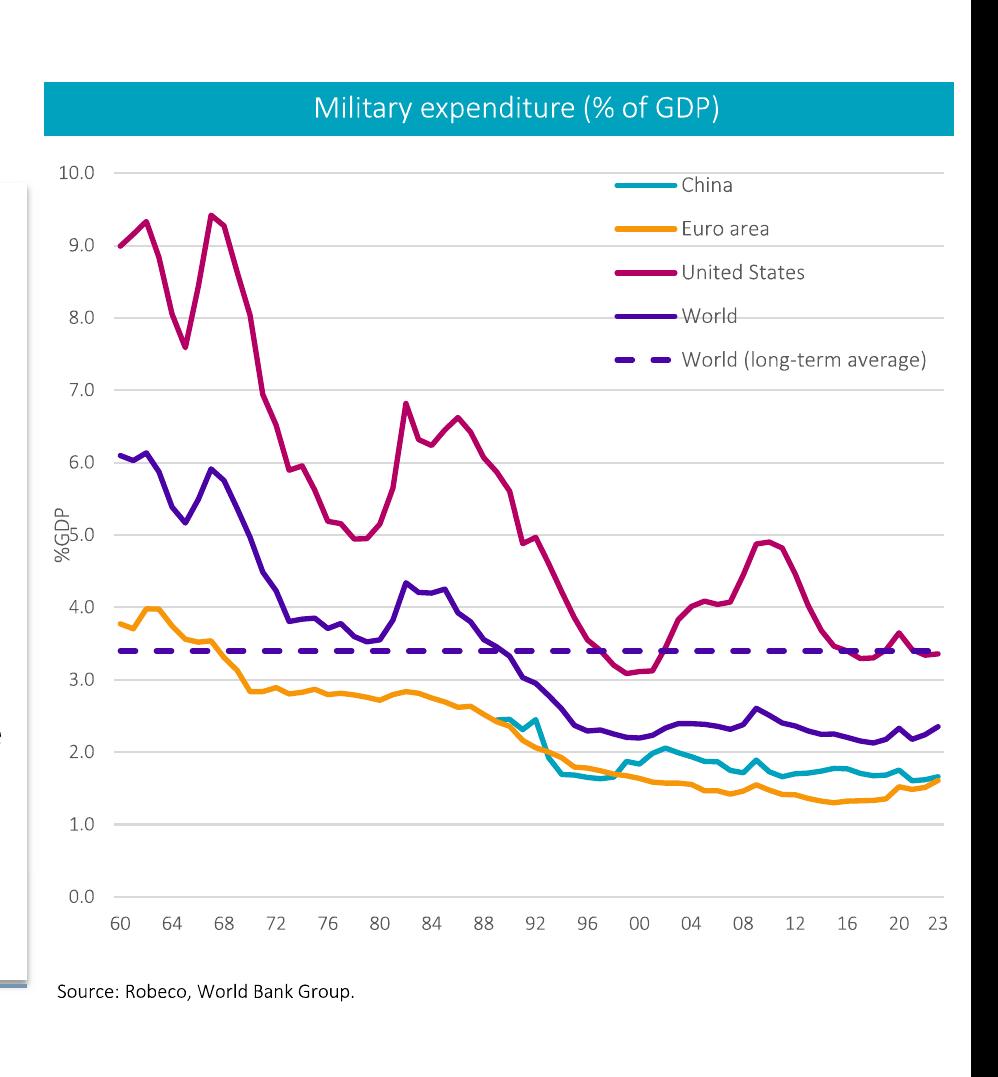 Military expenditure (% of GDP)
10.0
China
Euro area
9.0
United States
8.0
World
World (long-term average)
7.0
6.0
%GDP
5.0
4.0
3.0
2.0
1.0
0.0
60 64 68 72 76 80 84 88 92 96 00 04 08 12 16 20 23
Source: Robeco, World Bank Group.